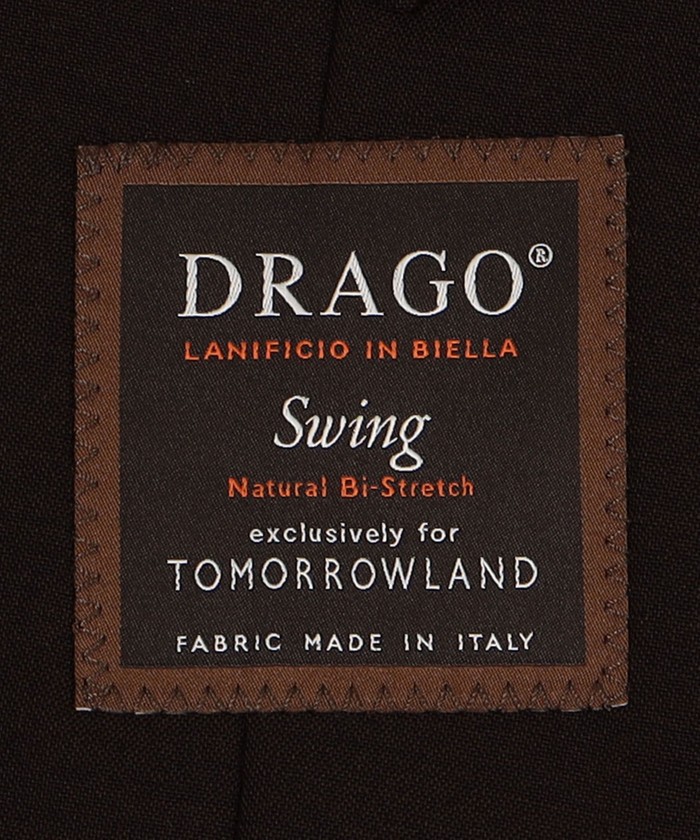 DRAGO®
LANIFICIO IN BIELLA
Swing
Natural Bi-Stretch
exclusively for
TOMORROWLAND
FABRIC MADE IN ITALY